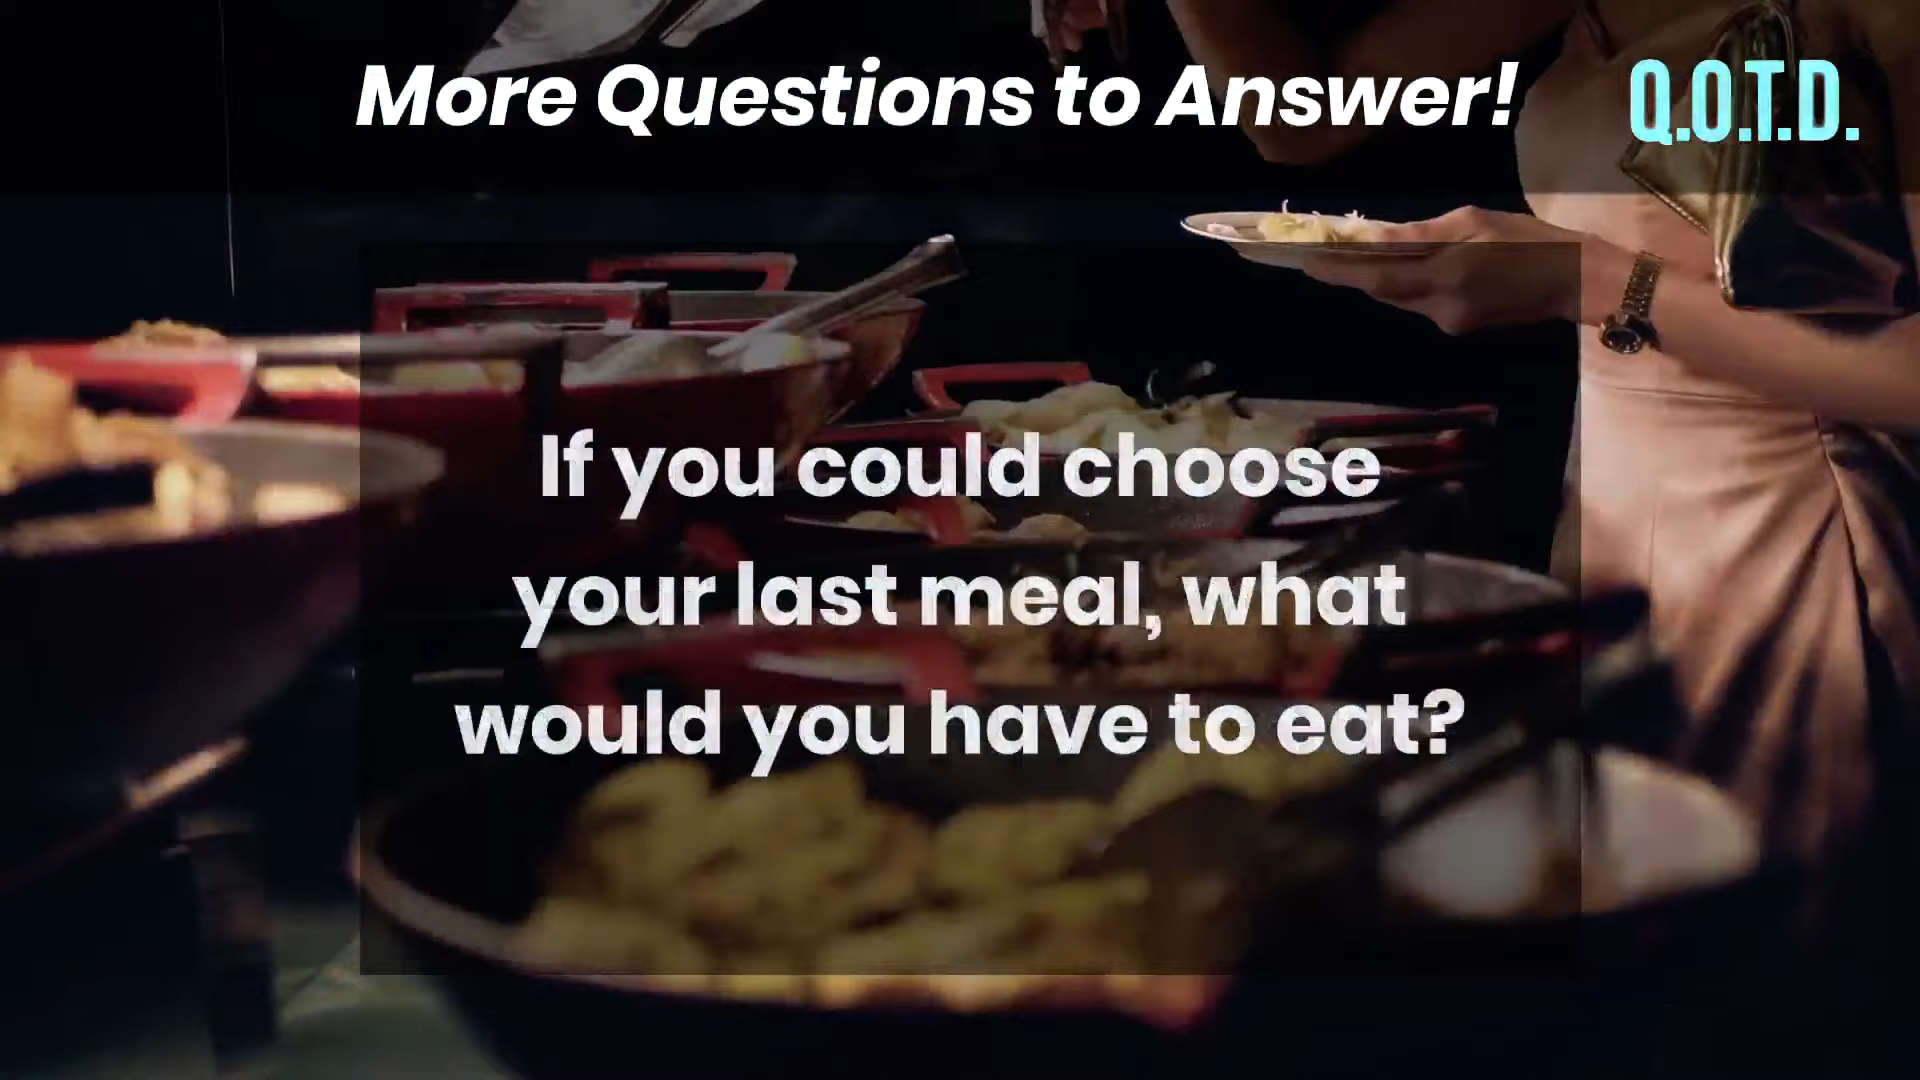 More Questions to Answer!
Q.O.T.D.
If you could choose
your last meal, what
would you have to eat?